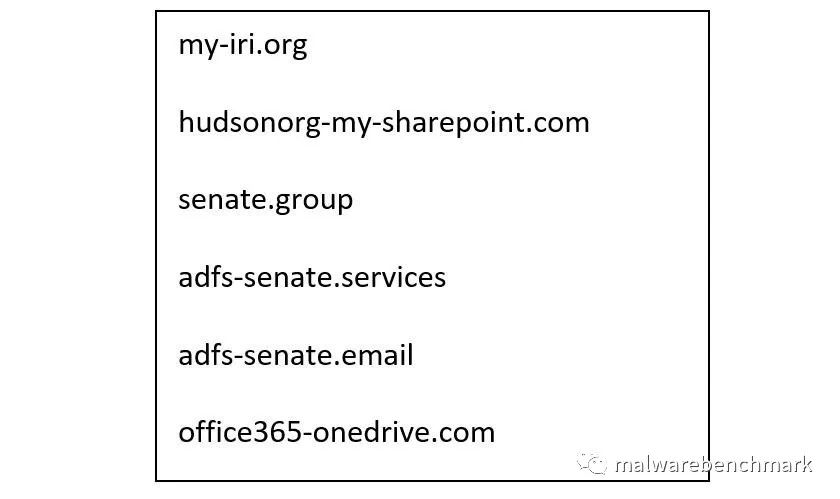 my-iri.org
hudsonorg-my-sharepoint.com
senate.group
adfs-senate.services
adfs-senate.email
office365-onedrive.com
malwarebenchmark